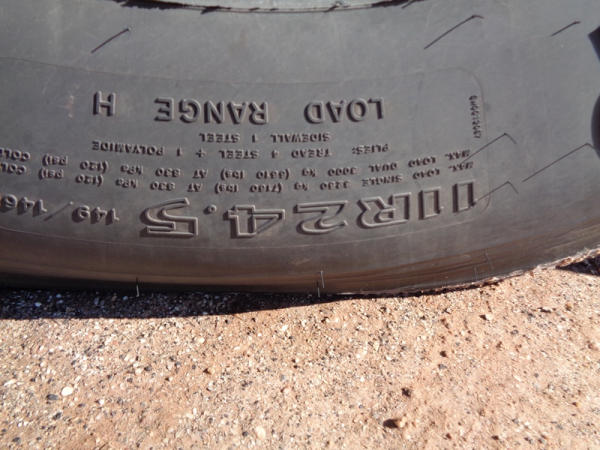 11R24.5 149/146
MAX. LOAD SINGLE 3250 kg (7160 lbs) AT 830 kPa (120 psi) COL
MAX. LOAD DUAL 3000 kg (6610 lbs) AT 830 kPa (120 psi) COLD
PLIES: TREAD 4 STEEL + 1 POLYAMIDE
SIDEWALL 1 STEEL
LOAD RANGE H